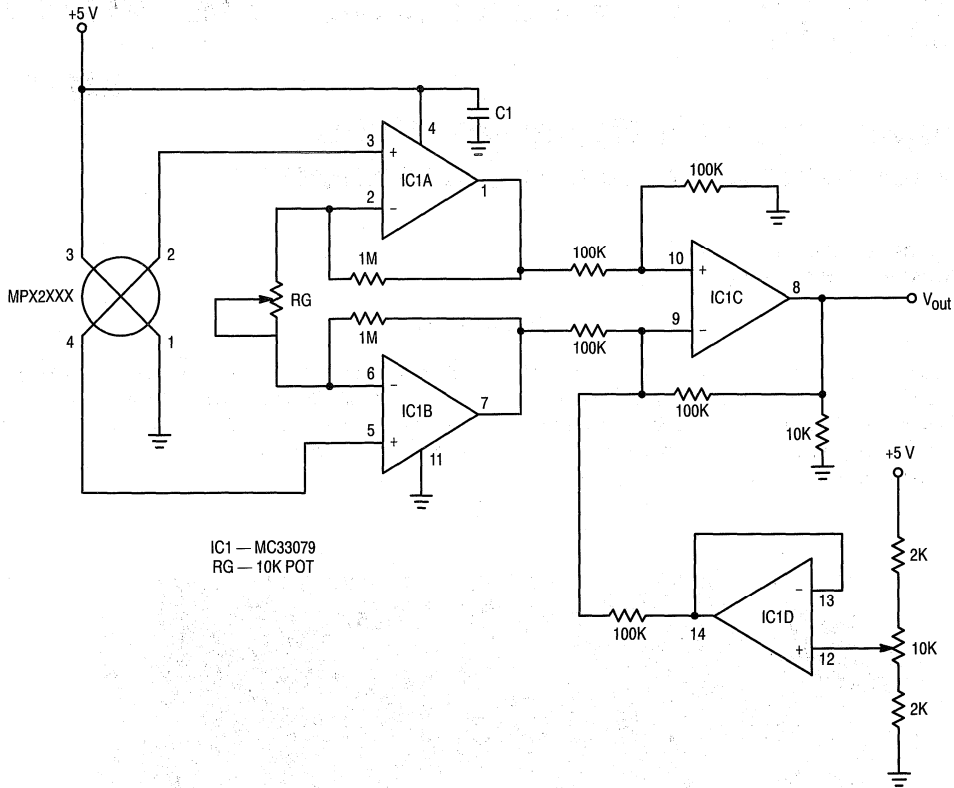 +5 V
C1
4
3
+
IC1A
1
2
−
100K
3
2
1M
100K
10
+
8
MPX2XXX
RG
IC1C
Vout
4
1
1M
100K
9
−
6
−
7
100K
IC1B
5
+
10K
11
+5 V
IC1 — MC33079
RG — 10K POT
2K
−
13
IC1D
100K
14
+
12
10K
2K